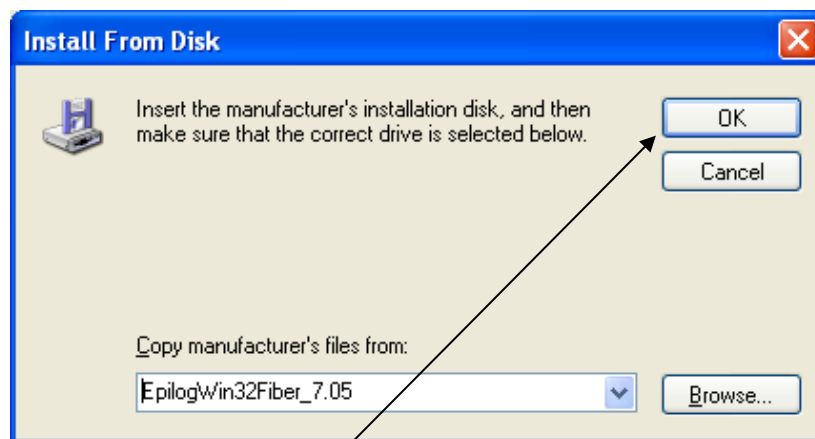 Install From Disk
Insert the manufacturer's installation disk, and then
make sure that the correct drive is selected below.
OK
Cancel
Copy manufacturer's files from:
EpilogWin32Fiber_7.05
Browse...